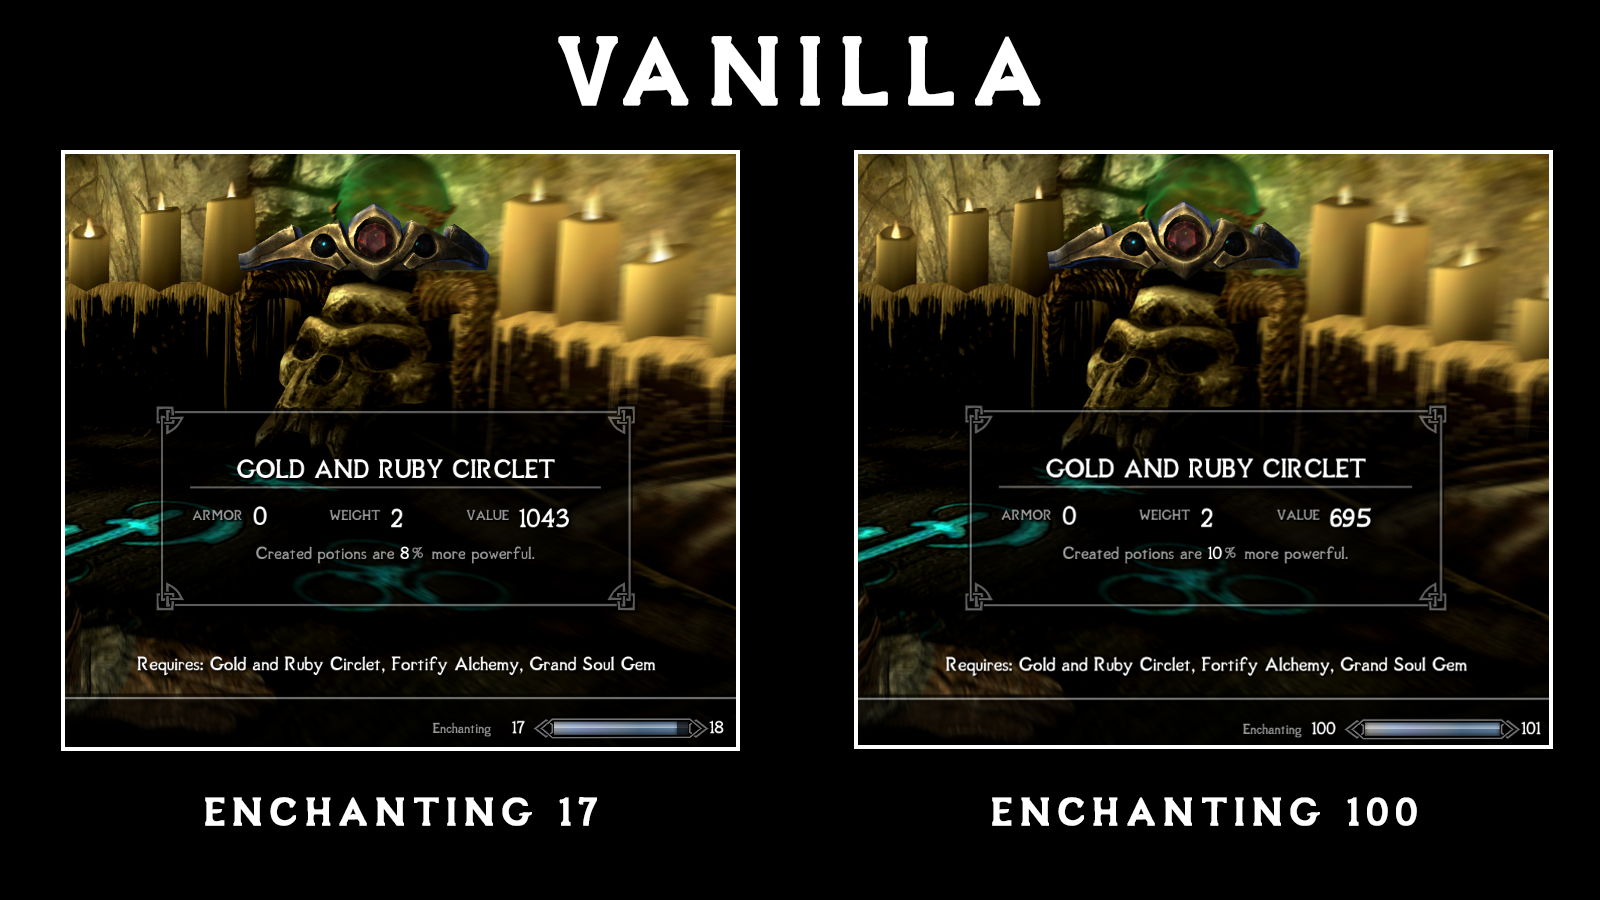 VANILLA
GOLD AND RUBY CIRCLET
ARMOR 0 WEIGHT 2 VALUE 1043
Created potions are 8% more powerful.
Requires: Gold and Ruby Circlet, Fortify Alchemy, Grand Soul Gem
Enchanting 17 18
ENCHANTING 17
GOLD AND RUBY CIRCLET
ARMOR 0 WEIGHT 2 VALUE 695
Created potions are 10% more powerful.
Requires: Gold and Ruby Circlet, Fortify Alchemy, Grand Soul Gem
Enchanting 100 101
ENCHANTING 100